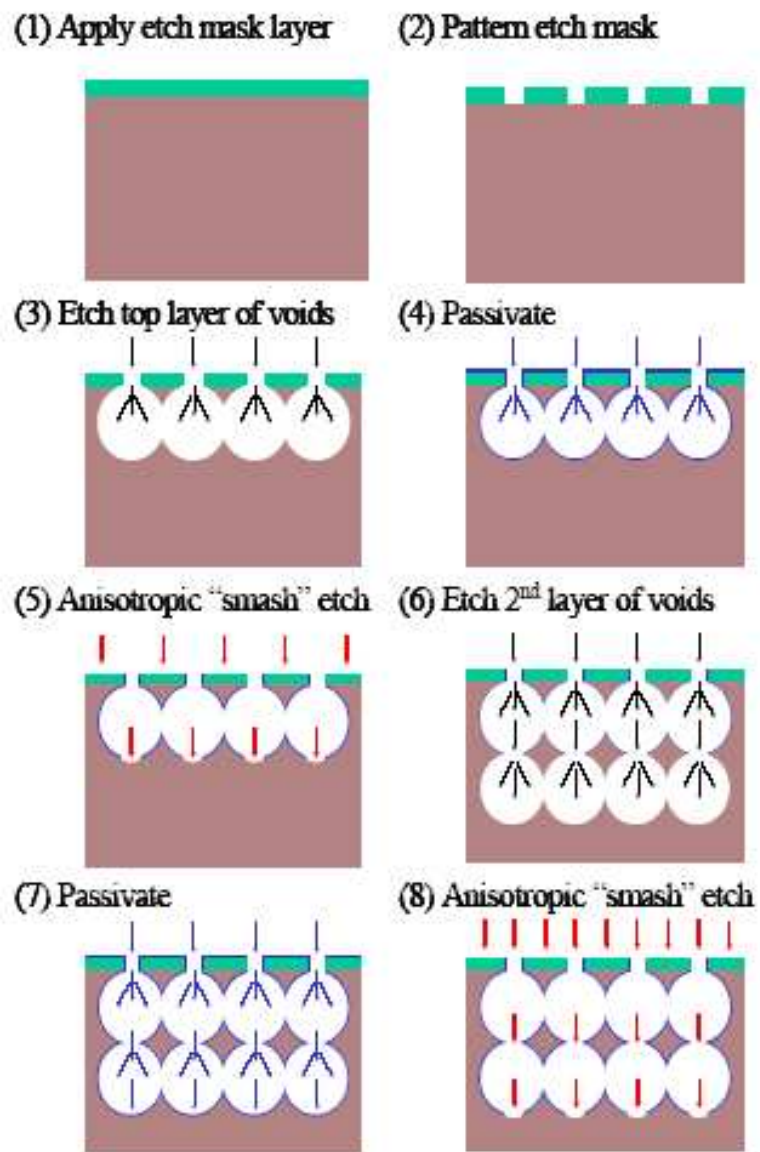 (1) Apply etch mask layer
(2) Pattern etch mask
(3) Etch top layer of voids
(4) Passivate
(5) Anisotropic “smash” etch
(6) Etch 2nd layer of voids
(7) Passivate
(8) Anisotropic “smash” etch